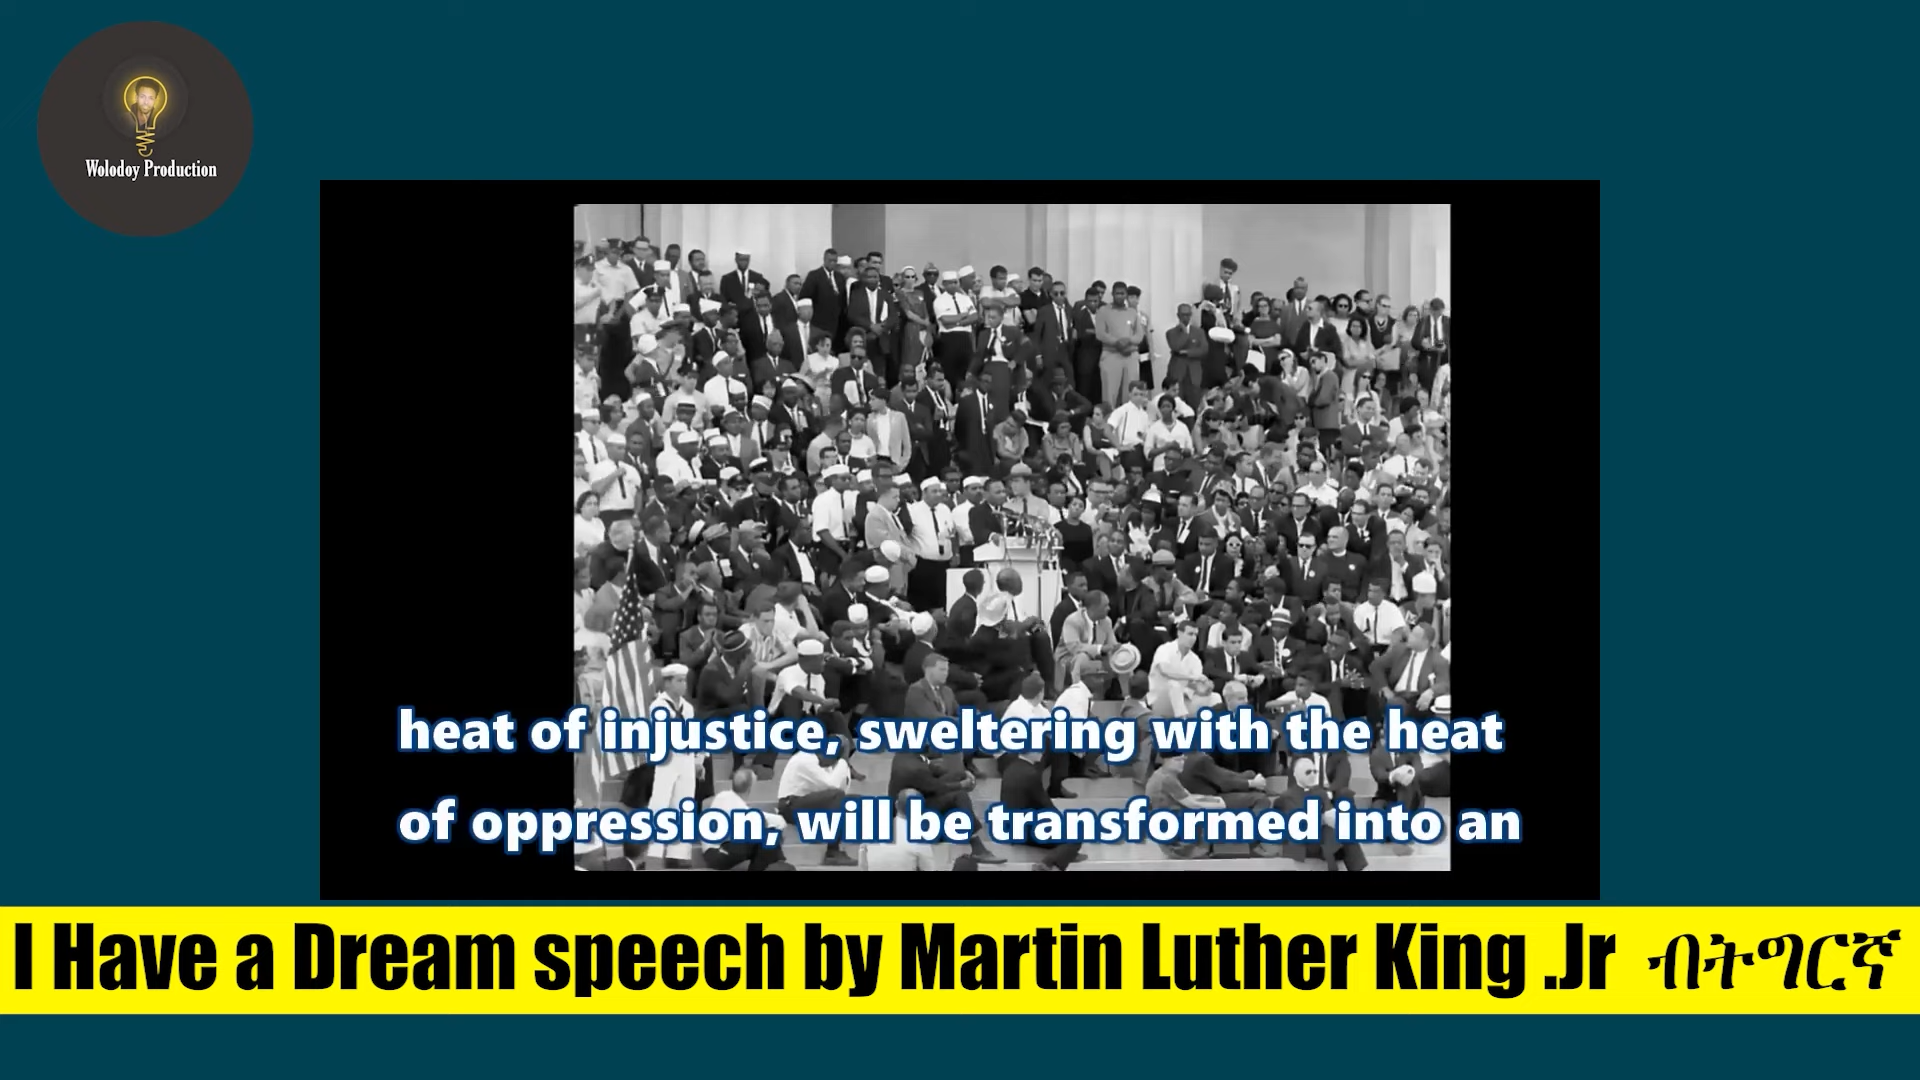 Wolodoy Production
heat of injustice, sweltering with the heat
of oppression, will be transformed into an
I Have a Dream speech by Martin Luther King .Jr ብትግርኛ